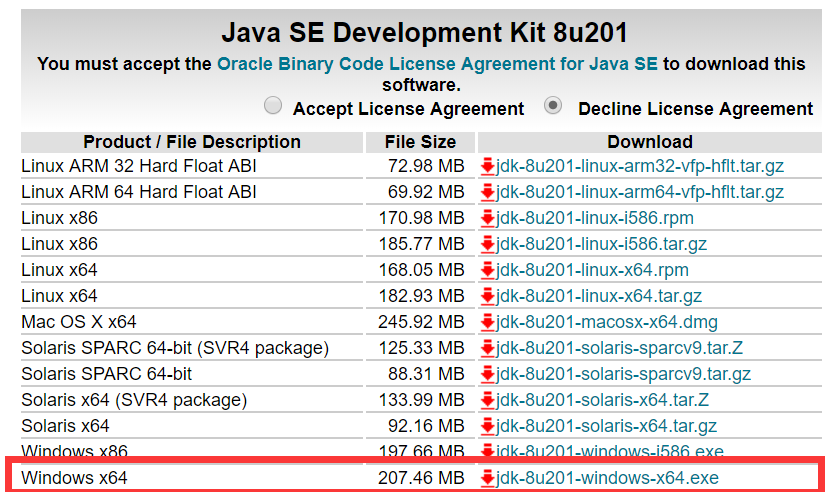 Java SE Development Kit 8u201
You must accept the Oracle Binary Code License Agreement for Java SE to download this
software.
Accept License Agreement Decline License Agreement
Product / File Description File Size Download
Linux ARM 32 Hard Float ABI 72.98 MB jdk-8u201-linux-arm32-vfp-hflt.tar.gz
Linux ARM 64 Hard Float ABI 69.92 MB jdk-8u201-linux-arm64-vfp-hflt.tar.gz
Linux x86 170.98 MB jdk-8u201-linux-i586.rpm
Linux x86 185.77 MB jdk-8u201-linux-i586.tar.gz
Linux x64 168.05 MB jdk-8u201-linux-x64.rpm
Linux x64 182.93 MB jdk-8u201-linux-x64.tar.gz
Mac OS X x64 245.92 MB jdk-8u201-macosx-x64.dmg
Solaris SPARC 64-bit (SVR4 package) 125.33 MB jdk-8u201-solaris-sparcv9.tar.Z
Solaris SPARC 64-bit 88.31 MB jdk-8u201-solaris-sparcv9.tar.gz
Solaris x64 (SVR4 package) 133.99 MB jdk-8u201-solaris-x64.tar.Z
Solaris x64 92.16 MB jdk-8u201-solaris-x64.tar.gz
Windows x86 197.66 MB jdk-8u201-windows-i586.exe
Windows x64 207.46 MB jdk-8u201-windows-x64.exe